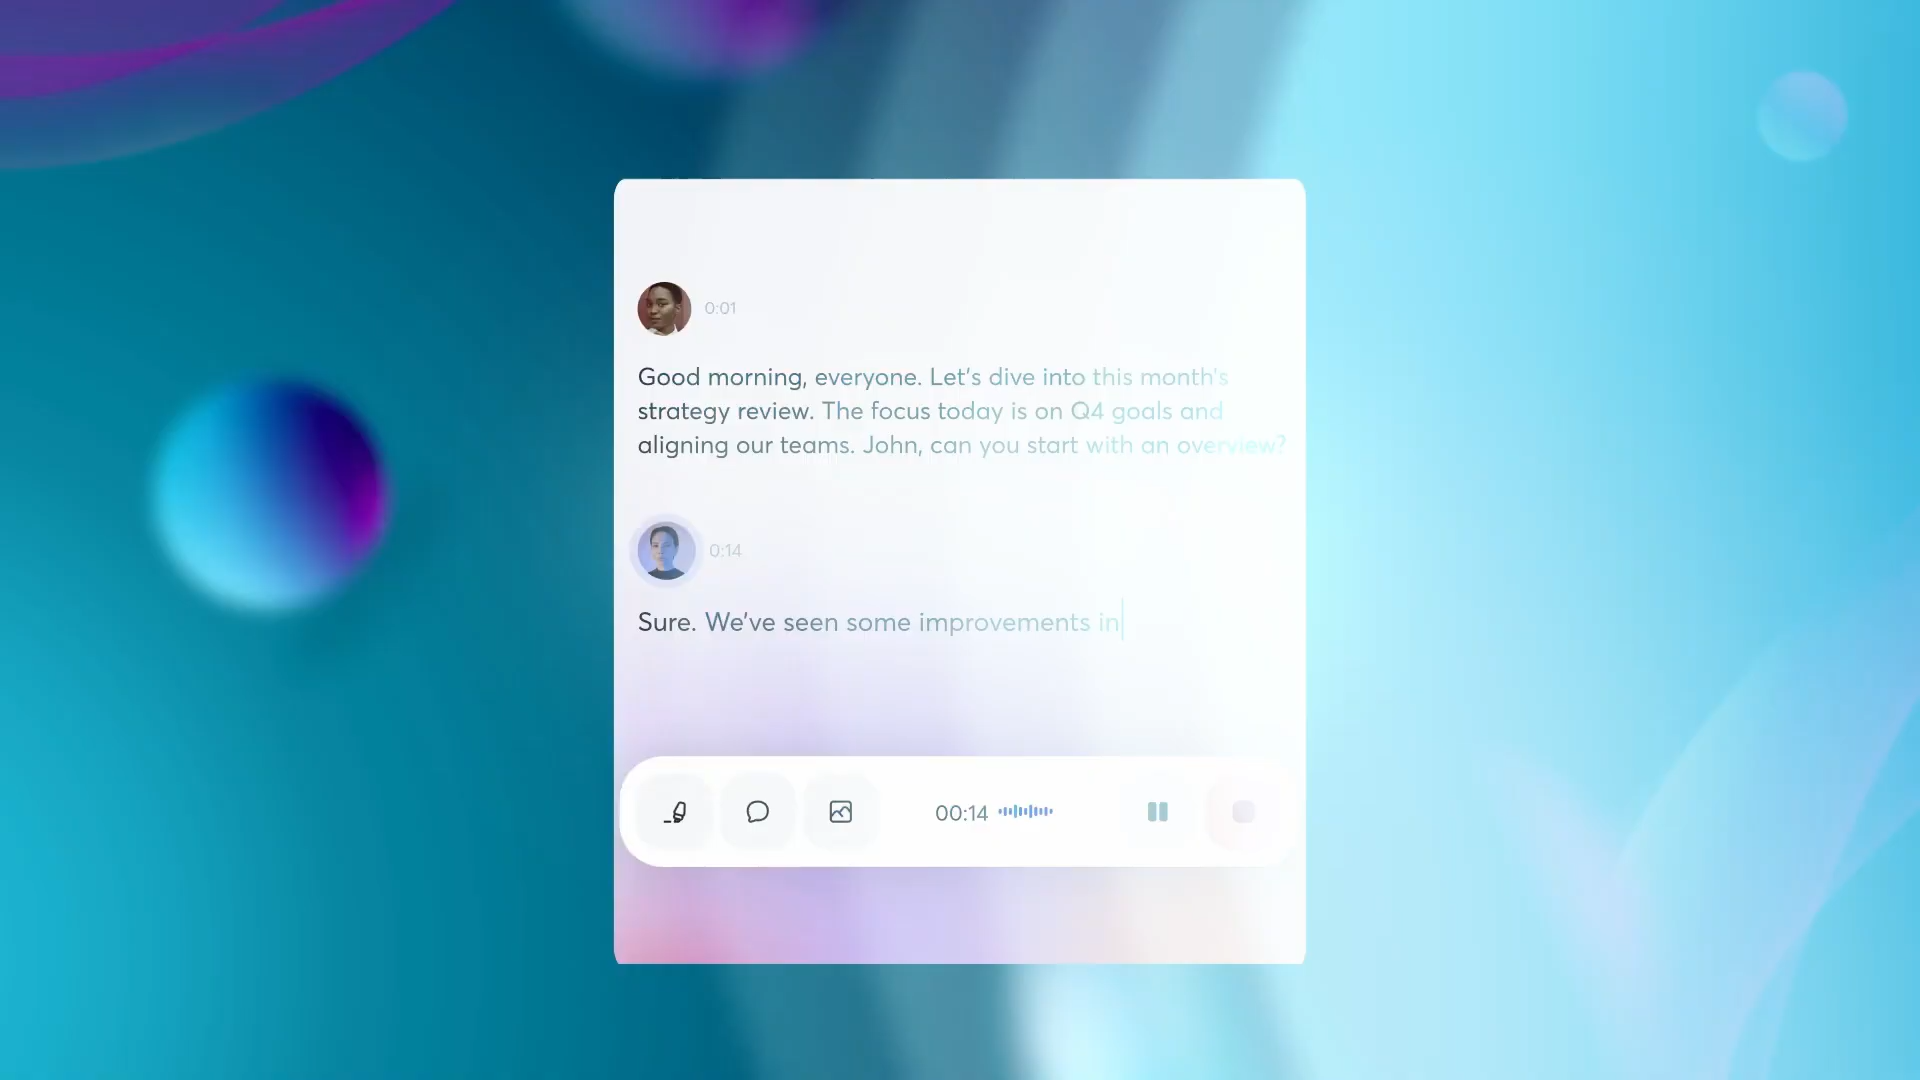 0:01
Good morning, everyone. Let's dive into this month's
strategy review. The focus today is on Q4 goals and
aligning our teams. John, can you start with an overview?
0:14
Sure. We've seen some improvements in
00:14